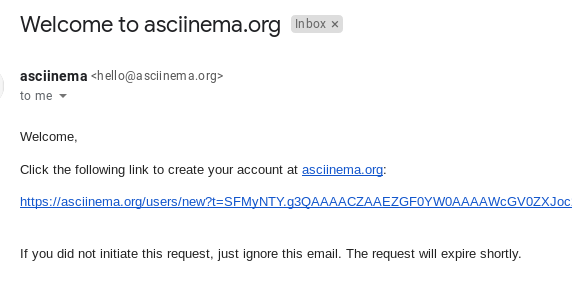 Welcome to asciinema.org Inbox ×
asciinema <hello@asciinema.org>
to me
Welcome,
Click the following link to create your account at asciinema.org:
https://asciinema.org/users/new?t=SFMyNTY.g3QAAAACZAAEZGF0YW0AAAAWcGV0ZXJoc
If you did not initiate this request, just ignore this email. The request will expire shortly.